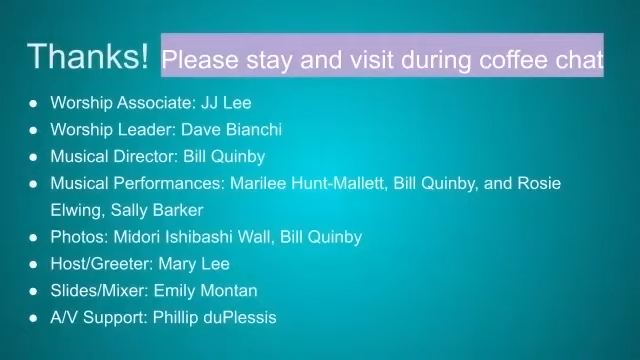 Thanks! Please stay and visit during coffee chat
● Worship Associate: JJ Lee
● Worship Leader: Dave Bianchi
● Musical Director: Bill Quinby
● Musical Performances: Marilee Hunt-Mallett, Bill Quinby, and Rosie
Elwing, Sally Barker
● Photos: Midori Ishibashi Wall, Bill Quinby
● Host/Greeter: Mary Lee
● Slides/Mixer: Emily Montan
● A/V Support: Phillip duPlessis